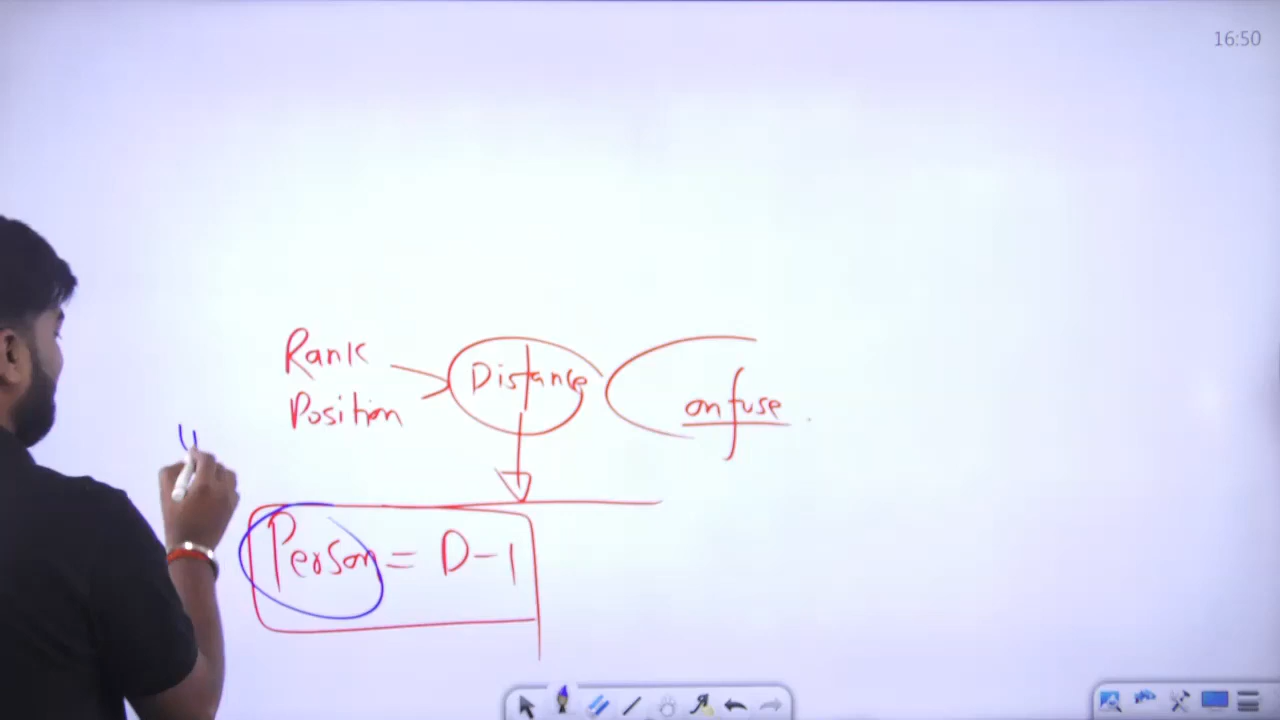 16:50
Rank
Position
Distance
onfuse
Person = D-1